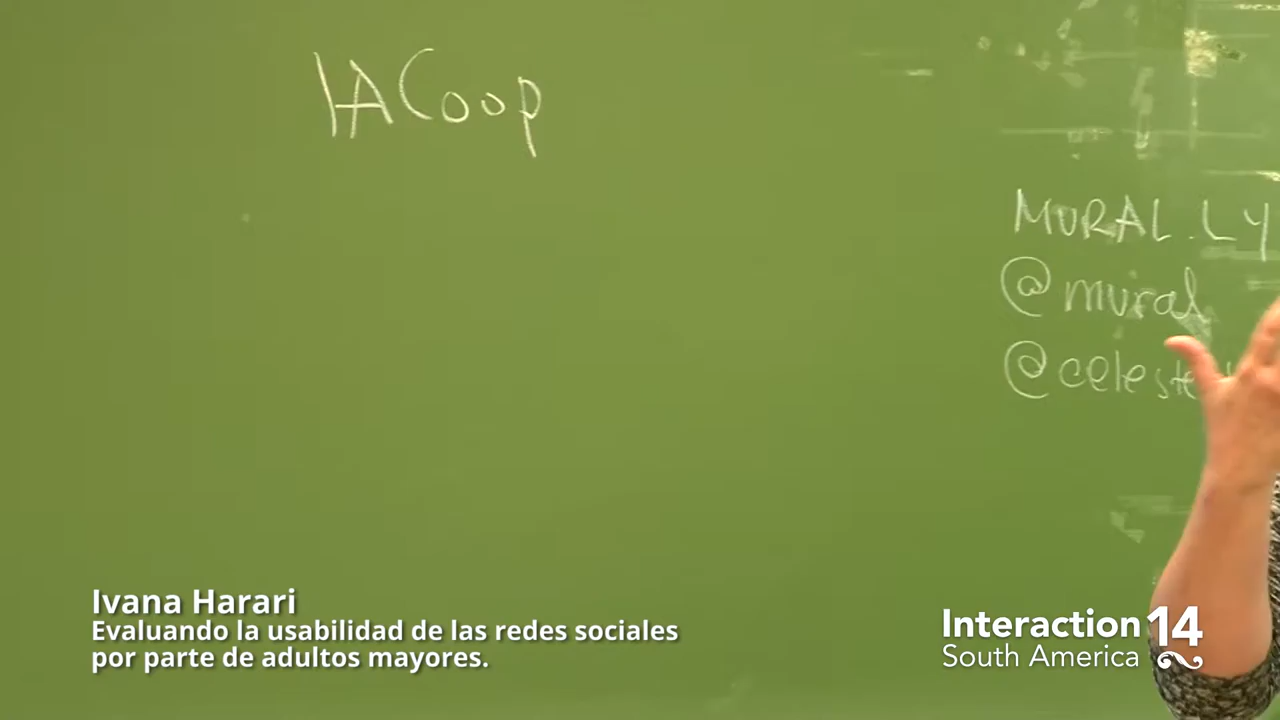 IACoop
MURAL.LY
@mural
@celeste
Ivana Harari
Evaluando la usabilidad de las redes sociales
por parte de adultos mayores.
Interaction 14
South America